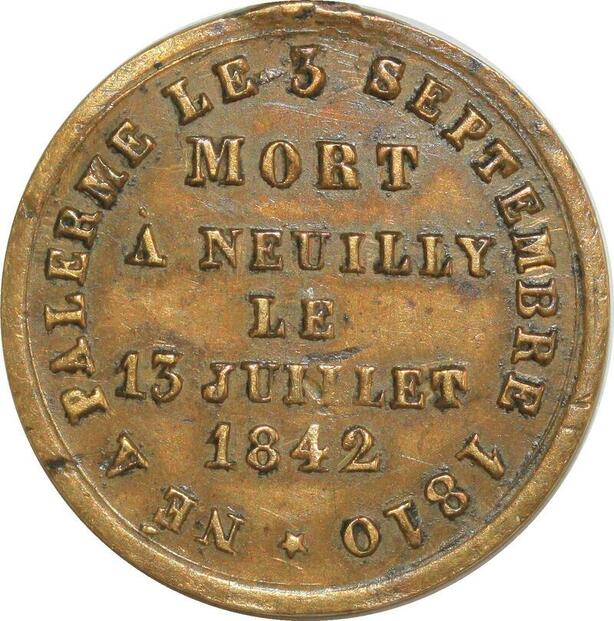 NÉ A PALERME LE 3 SEPTEMBRE 1810 ★
MORT
À NEUILLY
LE
13 JUILLET
1842